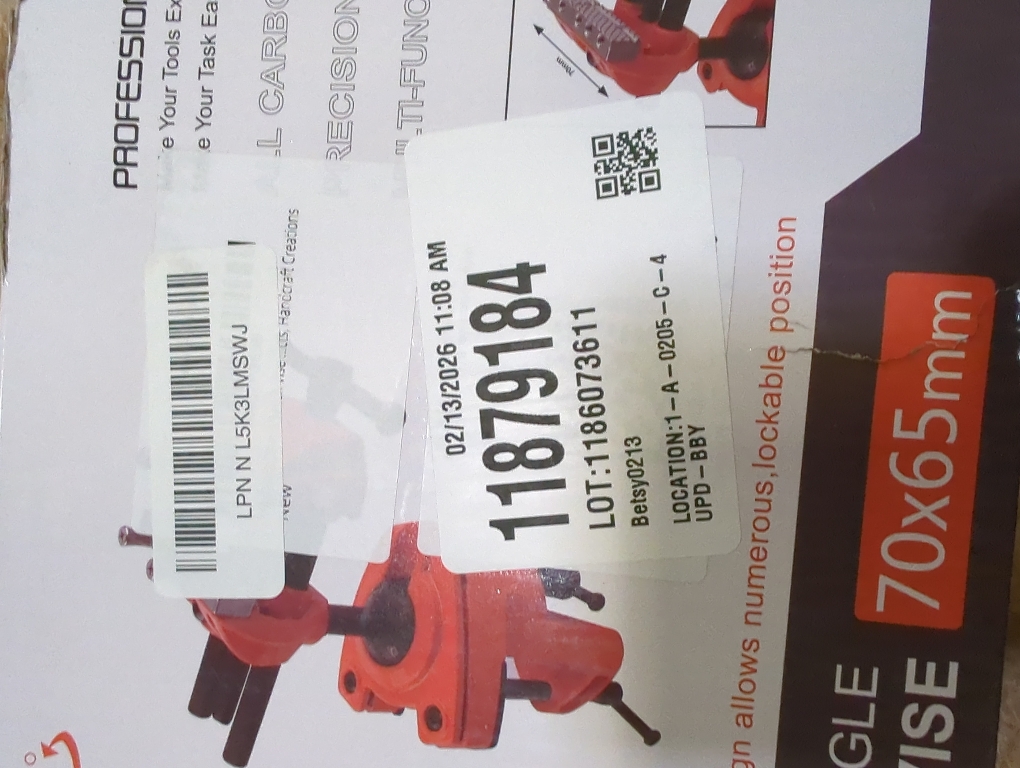 PROFESSION
e Your Tools Ex
e Your Task Ea
L CARBO
RECISION
LTI-FUNC
70mm
Handcraft Creations
New
LPN N L5K3LMSWJ
02/13/2026 11:08 AM
11879184
LOT:1186073611
Betsy0213
LOCATION:1-A-0205-C-4
UPD-BBY
gn allows numerous,lockable position
GLE
VISE
70x65mm